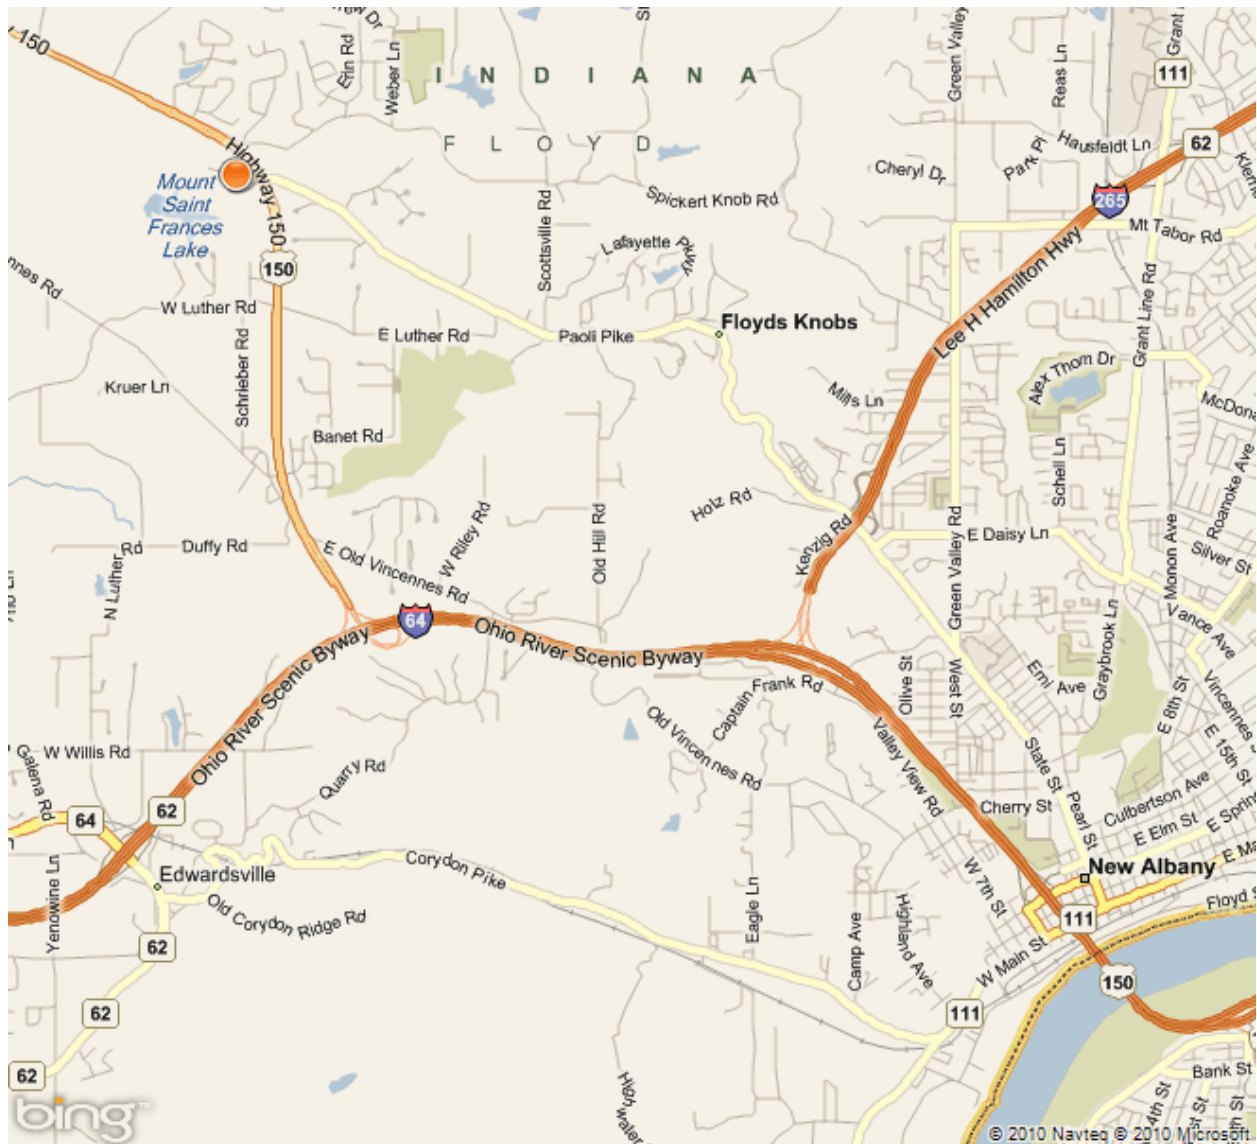 150
Erin Rd
Weber Ln
INDIANA
Green Valley
Reas Ln
Grant
111
FLOYD
Highway 150
Mount
Saint
Frances
Lake
Scottsville Rd
Spickert Knob Rd
Cheryl Dr
Park Pl
Hausfeldt Ln
62
265
Mt Tabor Rd
Lafayette Pkwy
150
W Luther Rd
E Luther Rd
Paoli Pike
Floyds Knobs
Lee H Hamilton Hwy
Grant Line Rd
Schrieber Rd
Kruer Ln
Banet Rd
Mills Ln
Alex Thom Dr
Schell Ln
Roanoke Ave
Holz Rd
W Riley Rd
Old Hill Rd
Kenzig Rd
Green Valley Rd
E Daisy Ln
Monon Ave
Silver St
Duffy Rd
Rd
N Luther
E Old Vincennes Rd
64
Ohio River Scenic Byway
Ohio River Scenic Byway
Vance Ave
Graybrook Ln
Olive St
West St
Emi Ave
E 8th St
Vincennes
Captain Frank Rd
Old Vincennes Rd
Valley View Rd
State St
E 15th St
W Willis Rd
Galena Rd
Quarry Rd
62
64
Cherry St
Pearl St
Culbertson Ave
E Elm St
Edwardsville
Corydon Pike
New Albany
W 7th St
Yenowine Ln
Old Corydon Ridge Rd
62
Eagle Ln
Camp Ave
Highland Ave
W Main St
111
150
62
111
62
Bank St
4th St
bing™
© 2010 Navteq © 2010 Microsoft